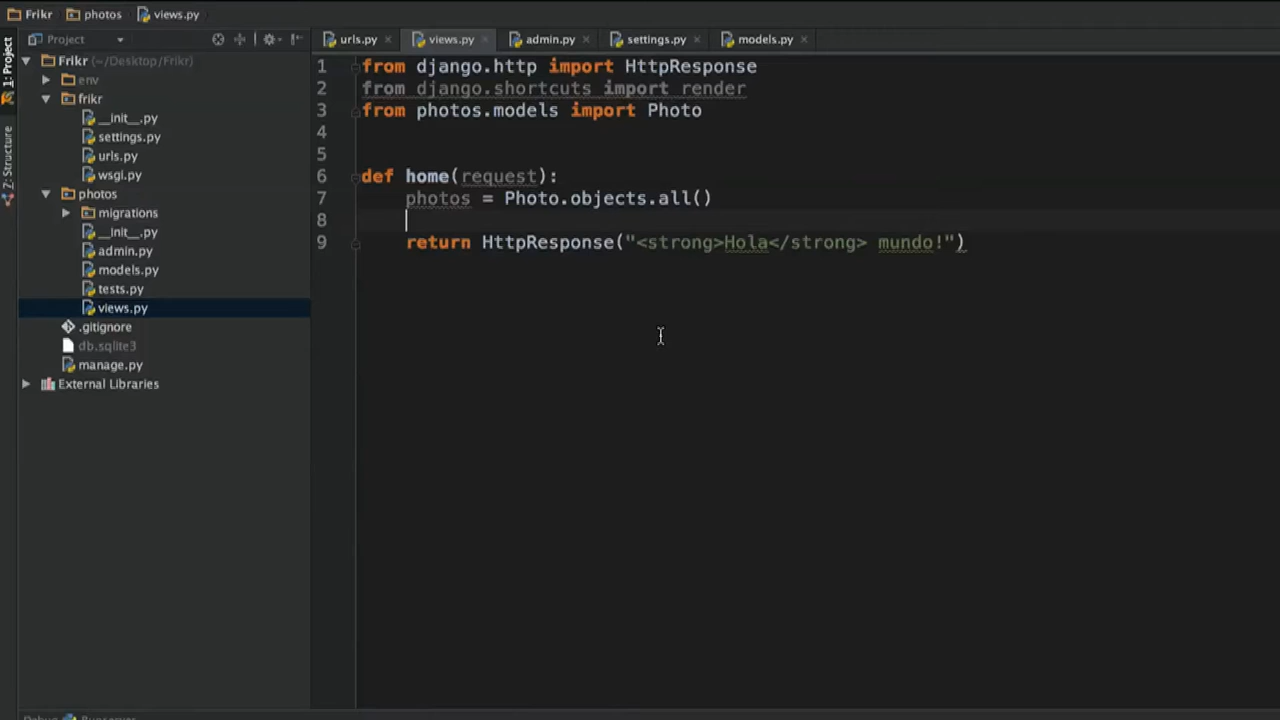 Frikr photos views.py
1: Project
Z: Structure
Project
Frikr (~/Desktop/Frikr)
env
frikr
__init__.py
settings.py
urls.py
wsgi.py
photos
migrations
__init__.py
admin.py
models.py
tests.py
views.py
.gitignore
db.sqlite3
manage.py
External Libraries
urls.py views.py admin.py settings.py models.py
1 from django.http import HttpResponse
2 from django.shortcuts import render
3 from photos.models import Photo
4
5
6 def home(request):
7 photos = Photo.objects.all()
8
9 return HttpResponse("<strong>Hola</strong> mundo!")